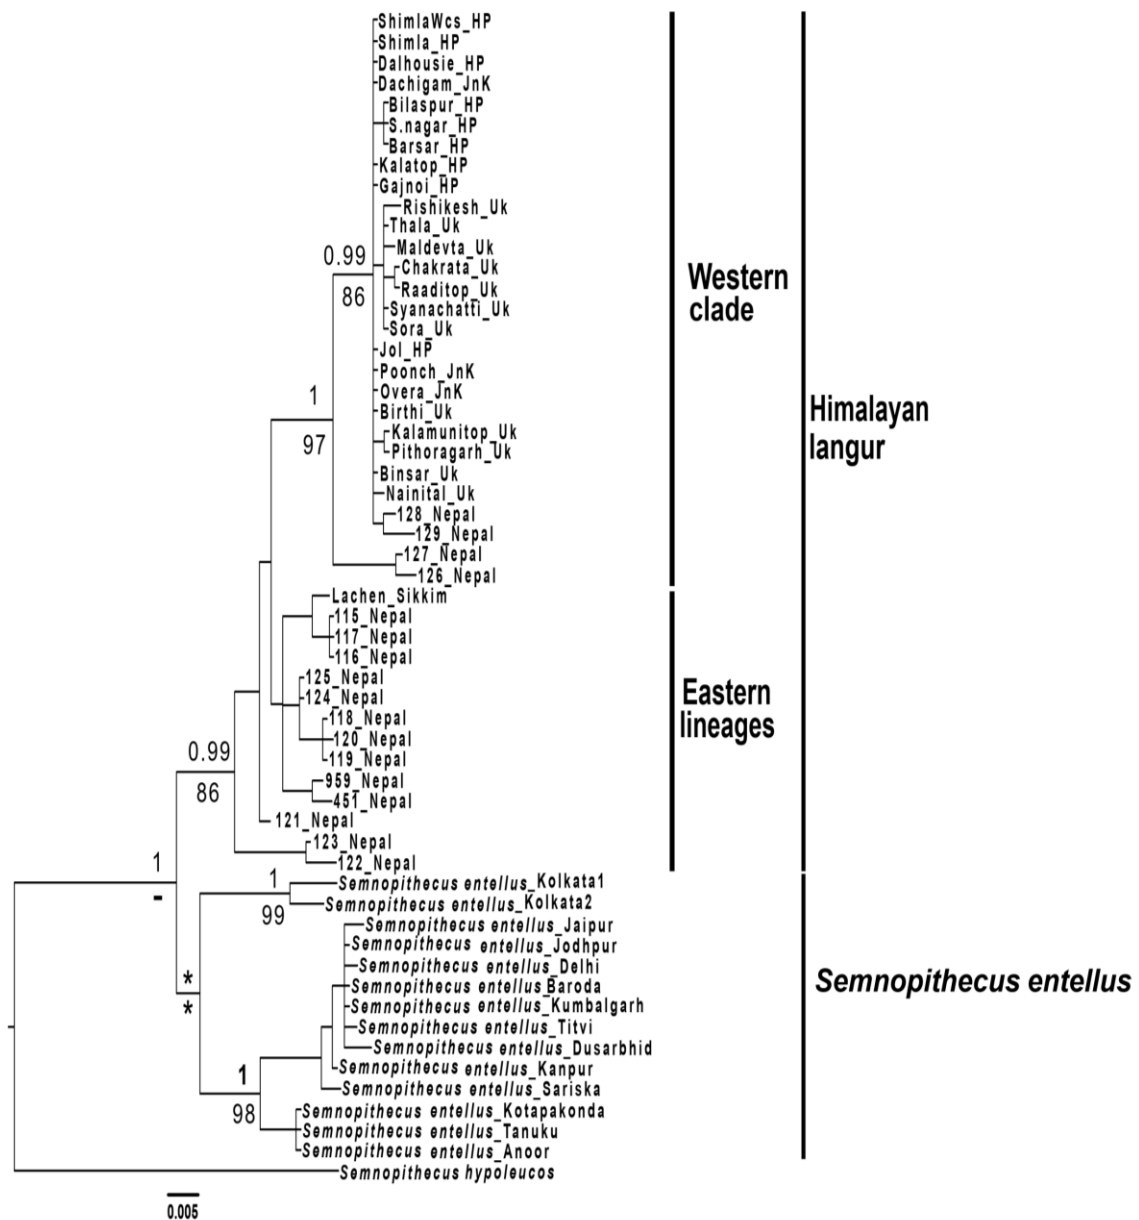 ShimlaWcs_HP
Shimla_HP
Dalhousie_HP
Dachigam_JnK
Bilaspur_HP
S.nagar_HP
Barsar_HP
Kalatop_HP
Gajnoi_HP
Rishikesh_Uk
Thala_Uk
Maldevta_Uk
0.99
Chakrata_Uk
86
Raaditop_Uk
Syanachatti_Uk
Sora_Uk
Western
clade
Jol_HP
Poonch_JnK
Overa_JnK
1
Birthi_Uk
97
Kalamunitop_Uk
Pithoragarh_Uk
Himalayan
langur
Binsar_Uk
Nainital_Uk
128_Nepal
129_Nepal
127_Nepal
126_Nepal
Lachen_Sikkim
115_Nepal
117_Nepal
116_Nepal
125_Nepal
124_Nepal
118_Nepal
120_Nepal
119_Nepal
Eastern
lineages
0.99
86
959_Nepal
451_Nepal
121_Nepal
123_Nepal
122_Nepal
1
-
1
99
Semnopithecus entellus_Kolkata1
Semnopithecus entellus_Kolkata2
Semnopithecus entellus_Jaipur
Semnopithecus entellus_Jodhpur
Semnopithecus entellus_Delhi
Semnopithecus entellus_Baroda
Semnopithecus entellus_Kumbalgarh
Semnopithecus entellus_Titvi
Semnopithecus entellus_Dusarbhid
Semnopithecus entellus
*
*
Semnopithecus entellus_Kanpur
Semnopithecus entellus_Sariska
1
98
Semnopithecus entellus_Kotapakonda
Semnopithecus entellus_Tanuku
Semnopithecus entellus_Anoor
Semnopithecus hypoleucos
0.005